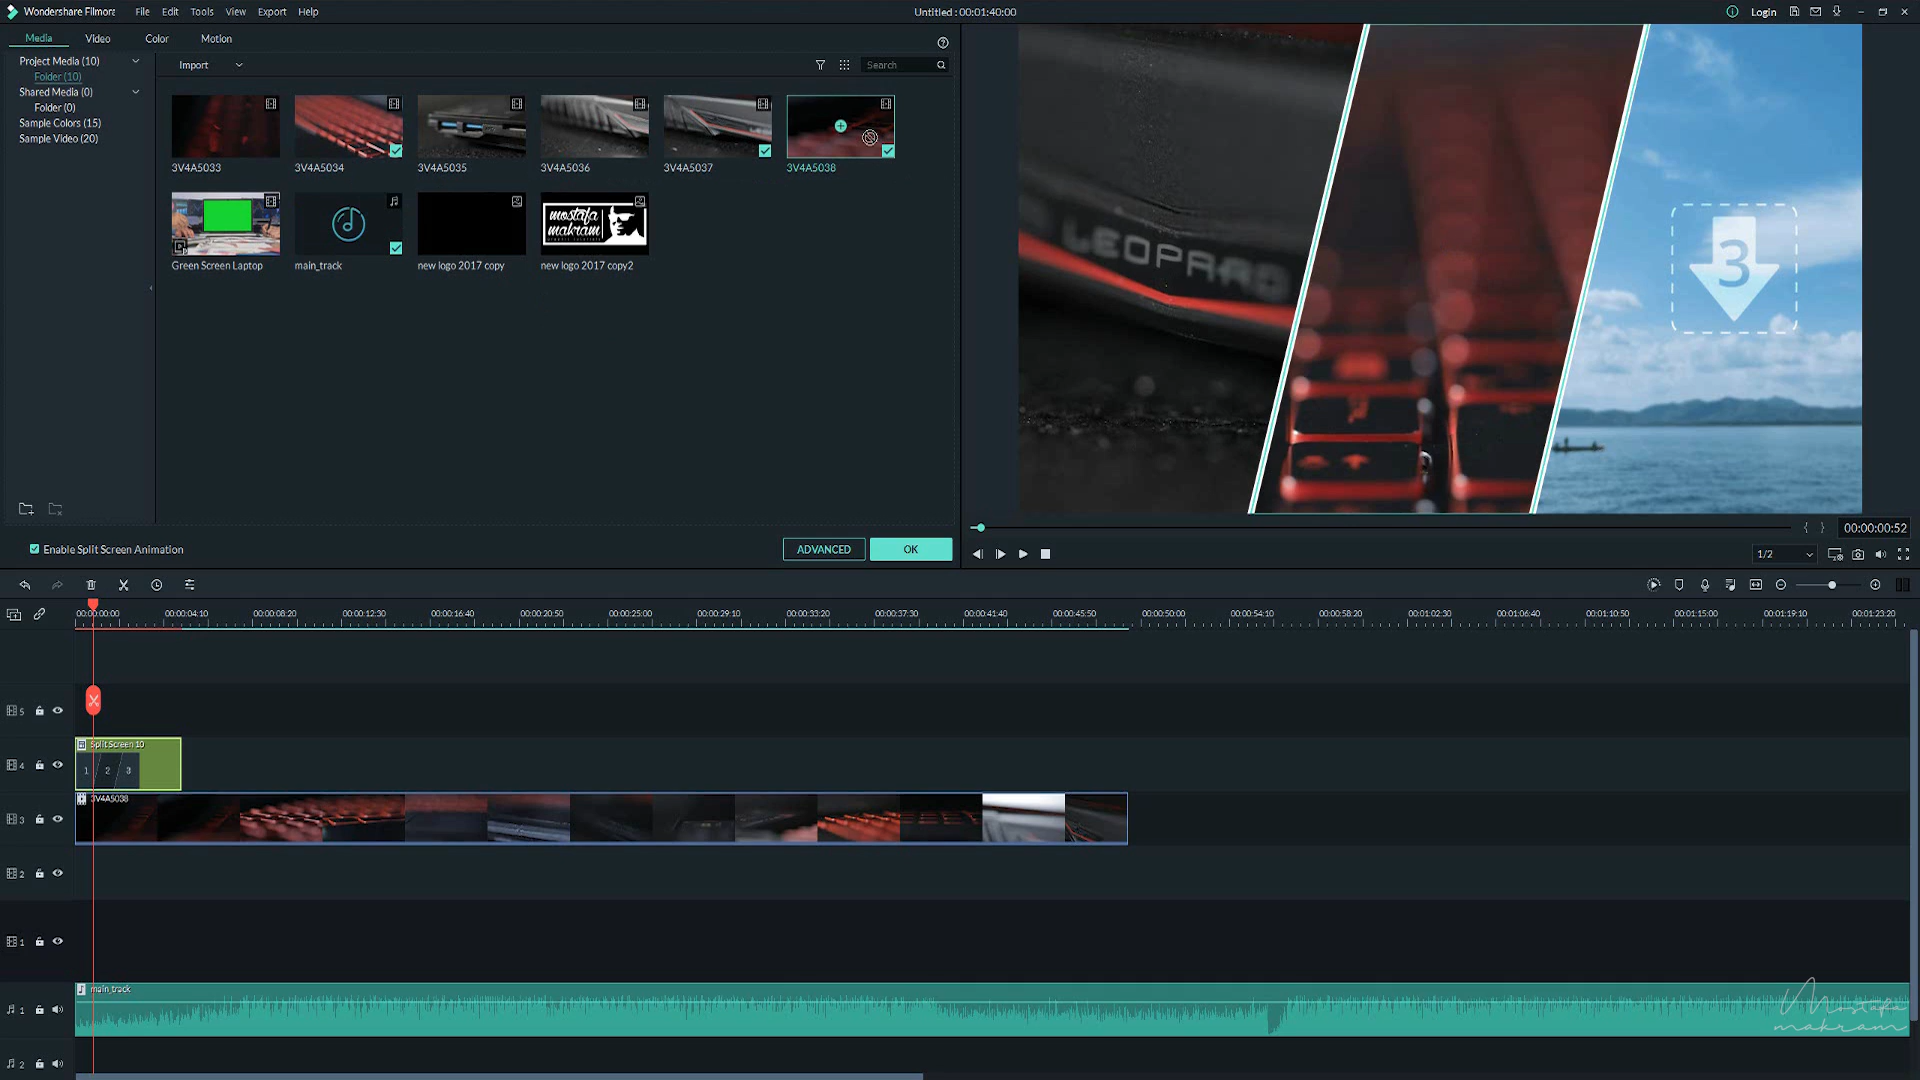 Wondershare Filmora File Edit Tools View Export Help Untitled : 00:01:40:00 Login
Media Video Color Motion
Project Media (10)
Folder (10)
Shared Media (0)
Folder (0)
Sample Colors (15)
Sample Video (20)
Import Search
3V4A5033 3V4A5034 3V4A5035 3V4A5036 3V4A5037 3V4A5038
mostafa
makram
Green Screen Laptop main_track new logo 2017 copy new logo 2017 copy2
LEOPARD
3
Enable Split Screen Animation ADVANCED OK
00:00:00:52
1/2
00:00:00:00 00:00:04:10 00:00:08:20 00:00:12:30 00:00:16:40 00:00:20:50 00:00:25:00 00:00:29:10 00:00:33:20 00:00:37:30 00:00:41:40 00:00:45:50 00:00:50:00 00:00:54:10 00:00:58:20 00:01:02:30 00:01:06:40 00:01:10:50 00:01:15:00 00:01:19:10 00:01:23:20
5
4 Split Screen 10
1 2 3
3 3V4A5038
2
1
1 main_track
2
Mostafa
makram